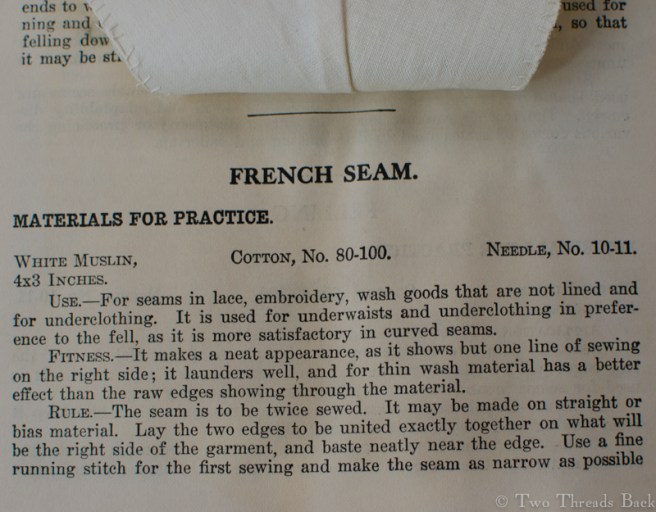 ends to used for
ning and , so that
felling dow
it may be st
FRENCH SEAM.
MATERIALS FOR PRACTICE.
WHITE MUSLIN, COTTON, No. 80-100. NEEDLE, No. 10-11.
4x3 INCHES.
USE.—For seams in lace, embroidery, wash goods that are not lined and
for underclothing. It is used for underwaists and underclothing in prefer-
ence to the fell, as it is more satisfactory in curved seams.
FITNESS.—It makes a neat appearance, as it shows but one line of sewing
on the right side; it launders well, and for thin wash material has a better
effect than the raw edges showing through the material.
RULE.—The seam is to be twice sewed. It may be made on straight or
bias material. Lay the two edges to be united exactly together on what will
be the right side of the garment, and baste neatly near the edge. Use a fine
running stitch for the first sewing and make the seam as narrow as possible
© Two Threads Back